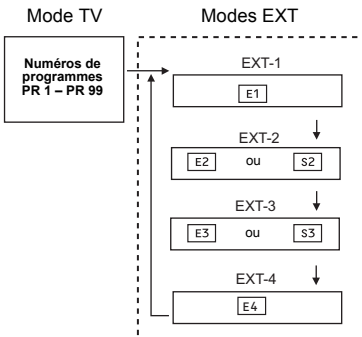 Mode TV
Modes EXT
Numéros de
programmes
PR 1 – PR 99
EXT-1
E1
EXT-2
E2 ou S2
EXT-3
E3 ou S3
EXT-4
E4